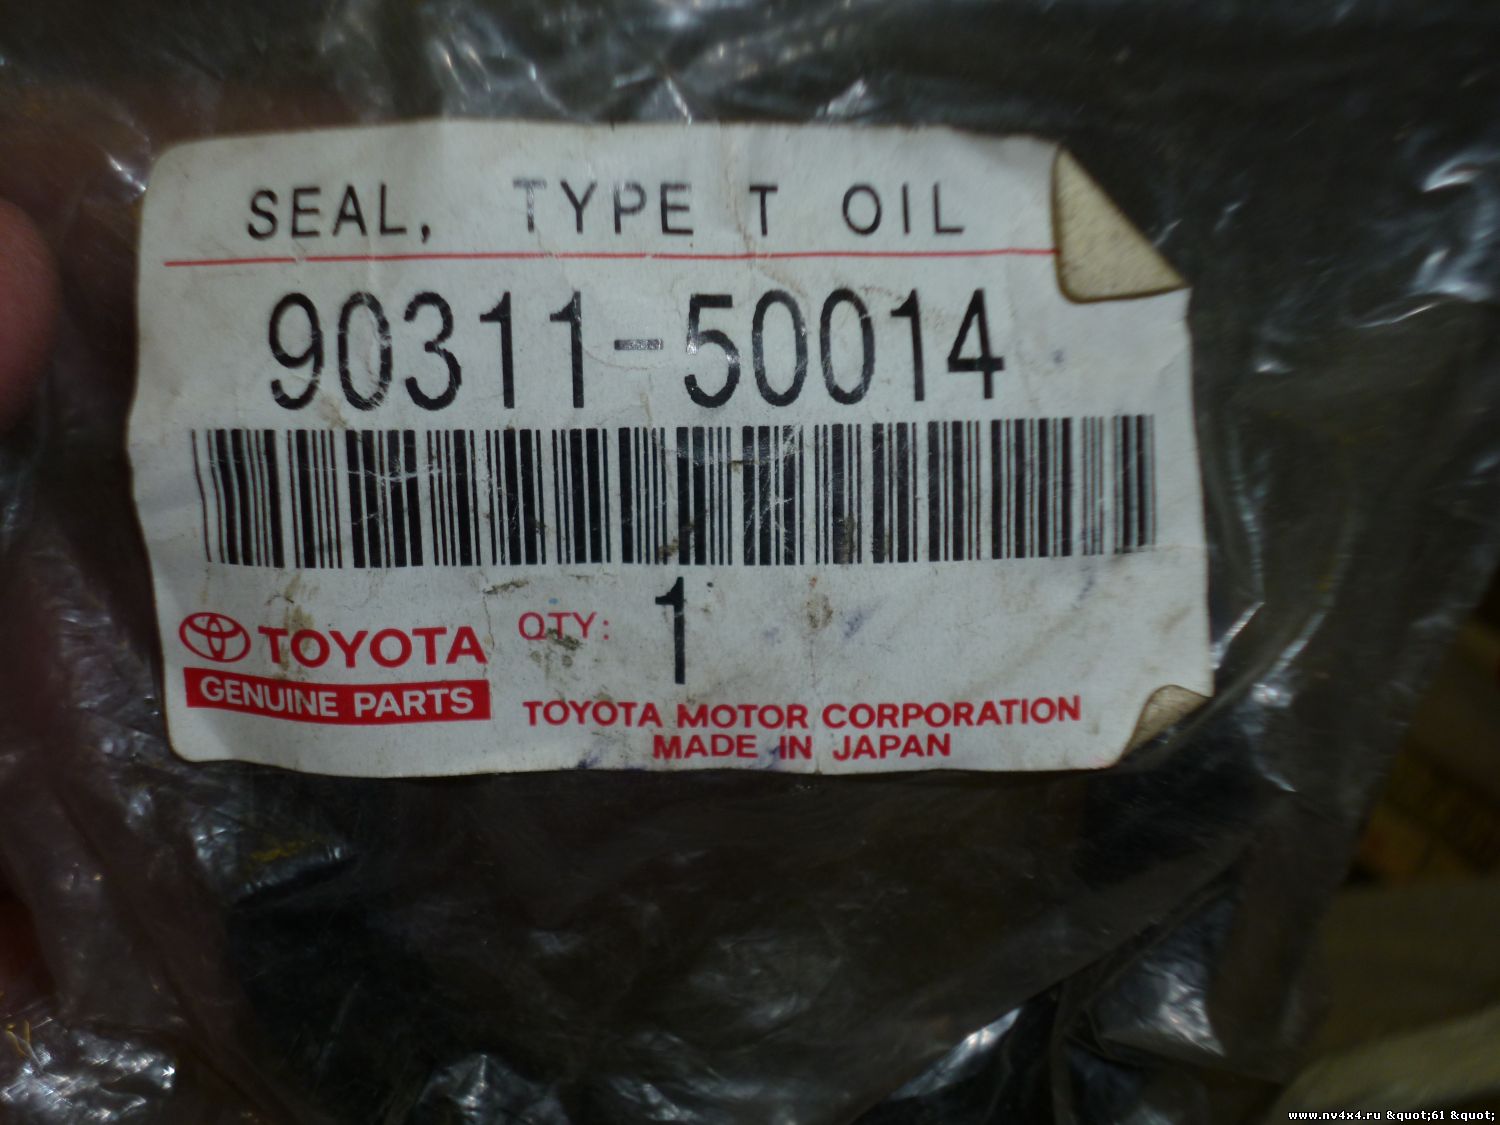 SEAL, TYPE T OIL
90311-50014
TOYOTA
GENUINE PARTS
QTY: 1
TOYOTA MOTOR CORPORATION
MADE IN JAPAN
www.nv4x4.ru &quot;61 &quot;